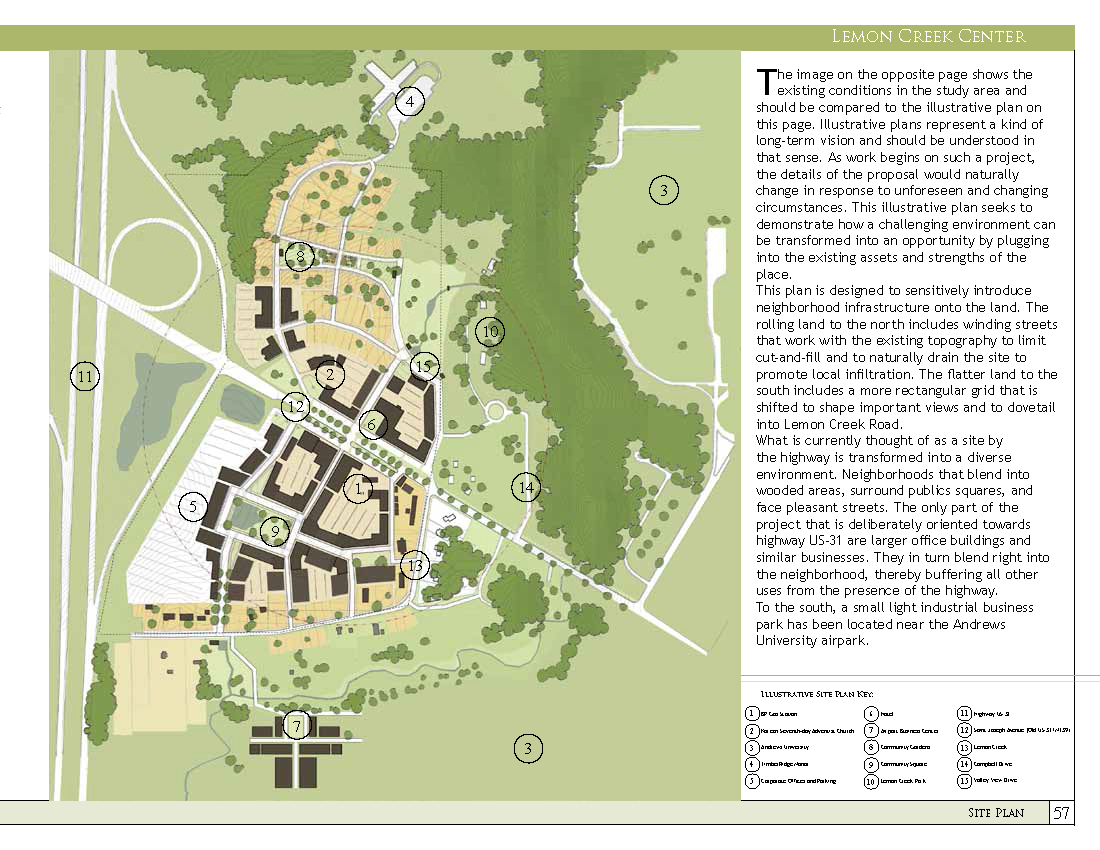 LEMON CREEK CENTER
The image on the opposite page shows the
existing conditions in the study area and
should be compared to the illustrative plan on
this page. Illustrative plans represent a kind of
long-term vision and should be understood in
that sense. As work begins on such a project,
the details of the proposal would naturally
change in response to unforeseen and changing
circumstances. This illustrative plan seeks to
demonstrate how a challenging environment can
be transformed into an opportunity by plugging
into the existing assets and strengths of the
place.
This plan is designed to sensitively introduce
neighborhood infrastructure onto the land. The
rolling land to the north includes winding streets
that work with the existing topography to limit
cut-and-fill and to naturally drain the site to
promote local infiltration. The flatter land to the
south includes a more rectangular grid that is
shifted to shape important views and to dovetail
into Lemon Creek Road.
What is currently thought of as a site by
the highway is transformed into a diverse
environment. Neighborhoods that blend into
wooded areas, surround publics squares, and
face pleasant streets. The only part of the
project that is deliberately oriented towards
highway US-31 are larger office buildings and
similar businesses. They in turn blend right into
the neighborhood, thereby buffering all other
uses from the presence of the highway.
To the south, a small light industrial business
park has been located near the Andrews
University airpark.
4
3
8
10
11
2
15
12
6
1
14
5
9
13
7
3
ILLUSTRATIVE SITE PLAN KEY:
1 BP Gas Station
2 Korean Seventh-day Adventist Church
3 Andrews University
4 Timber Ridge Manor
5 Corporate Offices and Parking
6 Hotel
7 Airport Business Center
8 Community Gardens
9 Community Square
10 Lemon Creek Park
11 Highway US 31
12 Saint Joseph Avenue (Old US-31/M-139)
13 Lemon Creek
14 Campbell Drive
15 Valley View Drive
SITE PLAN 57